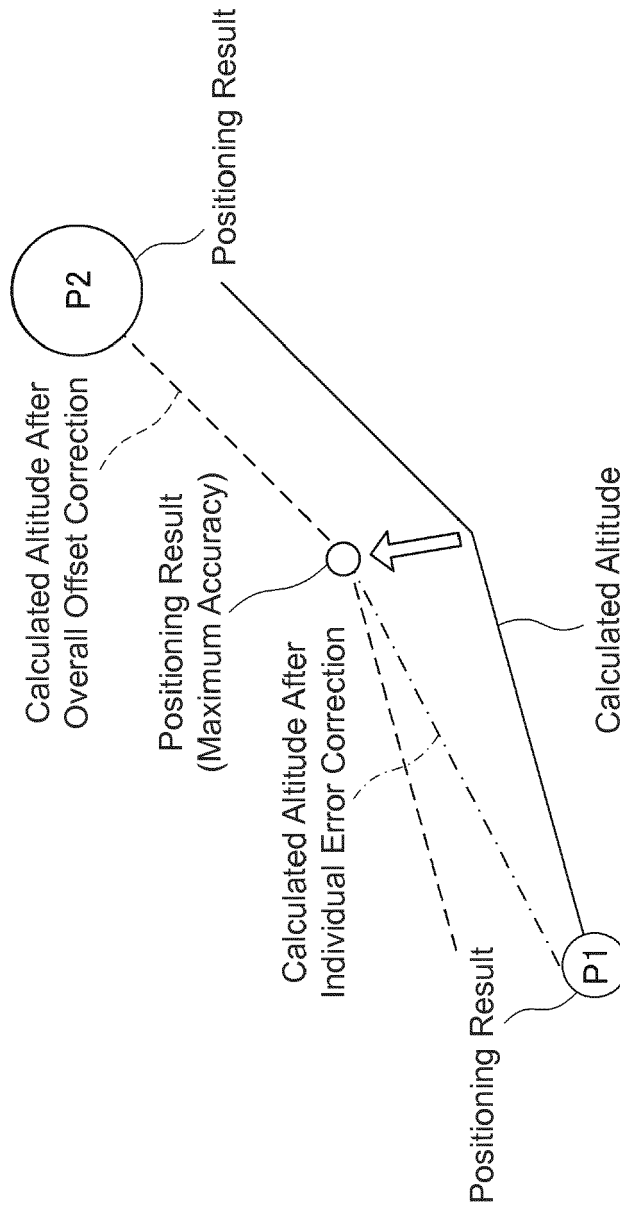 Calculated Altitude After
Overall Offset Correction
P2
Positioning Result
Positioning Result
(Maximum Accuracy)
Calculated Altitude After
Individual Error Correction
Positioning Result
P1
Calculated Altitude